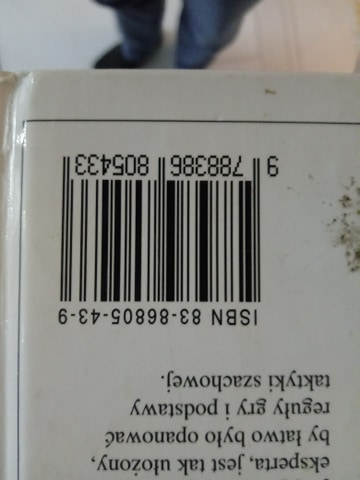 eksperta, jest tak ułożony,
by łatwo było opanować
reguły gry i podstawy
taktyki szachowej.
ISBN 83-86805-43-9
9 788386 805433